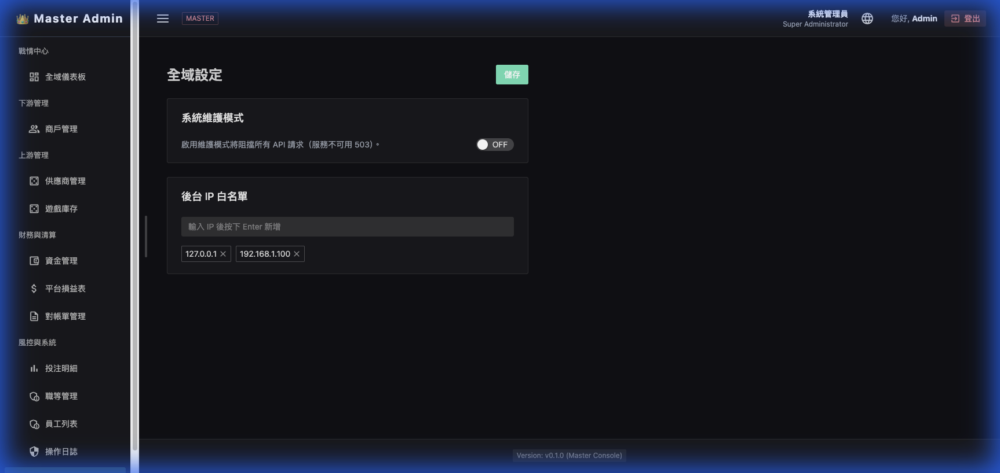 Master Admin
戰情中心
全域儀表板
下游管理
商戶管理
上游管理
供應商管理
遊戲庫存
財務與清算
資金管理
平台損益表
對帳單管理
風控與系統
投注明細
職等管理
員工列表
操作日誌
MASTER
系統管理員
Super Administrator
您好, Admin
登出
全域設定
儲存
系統維護模式
啟用維護模式將阻擋所有 API 請求（服務不可用 503）。
OFF
後台 IP 白名單
輸入 IP 後按下 Enter 新增
127.0.0.1
192.168.1.100
Version: v0.1.0 (Master Console)